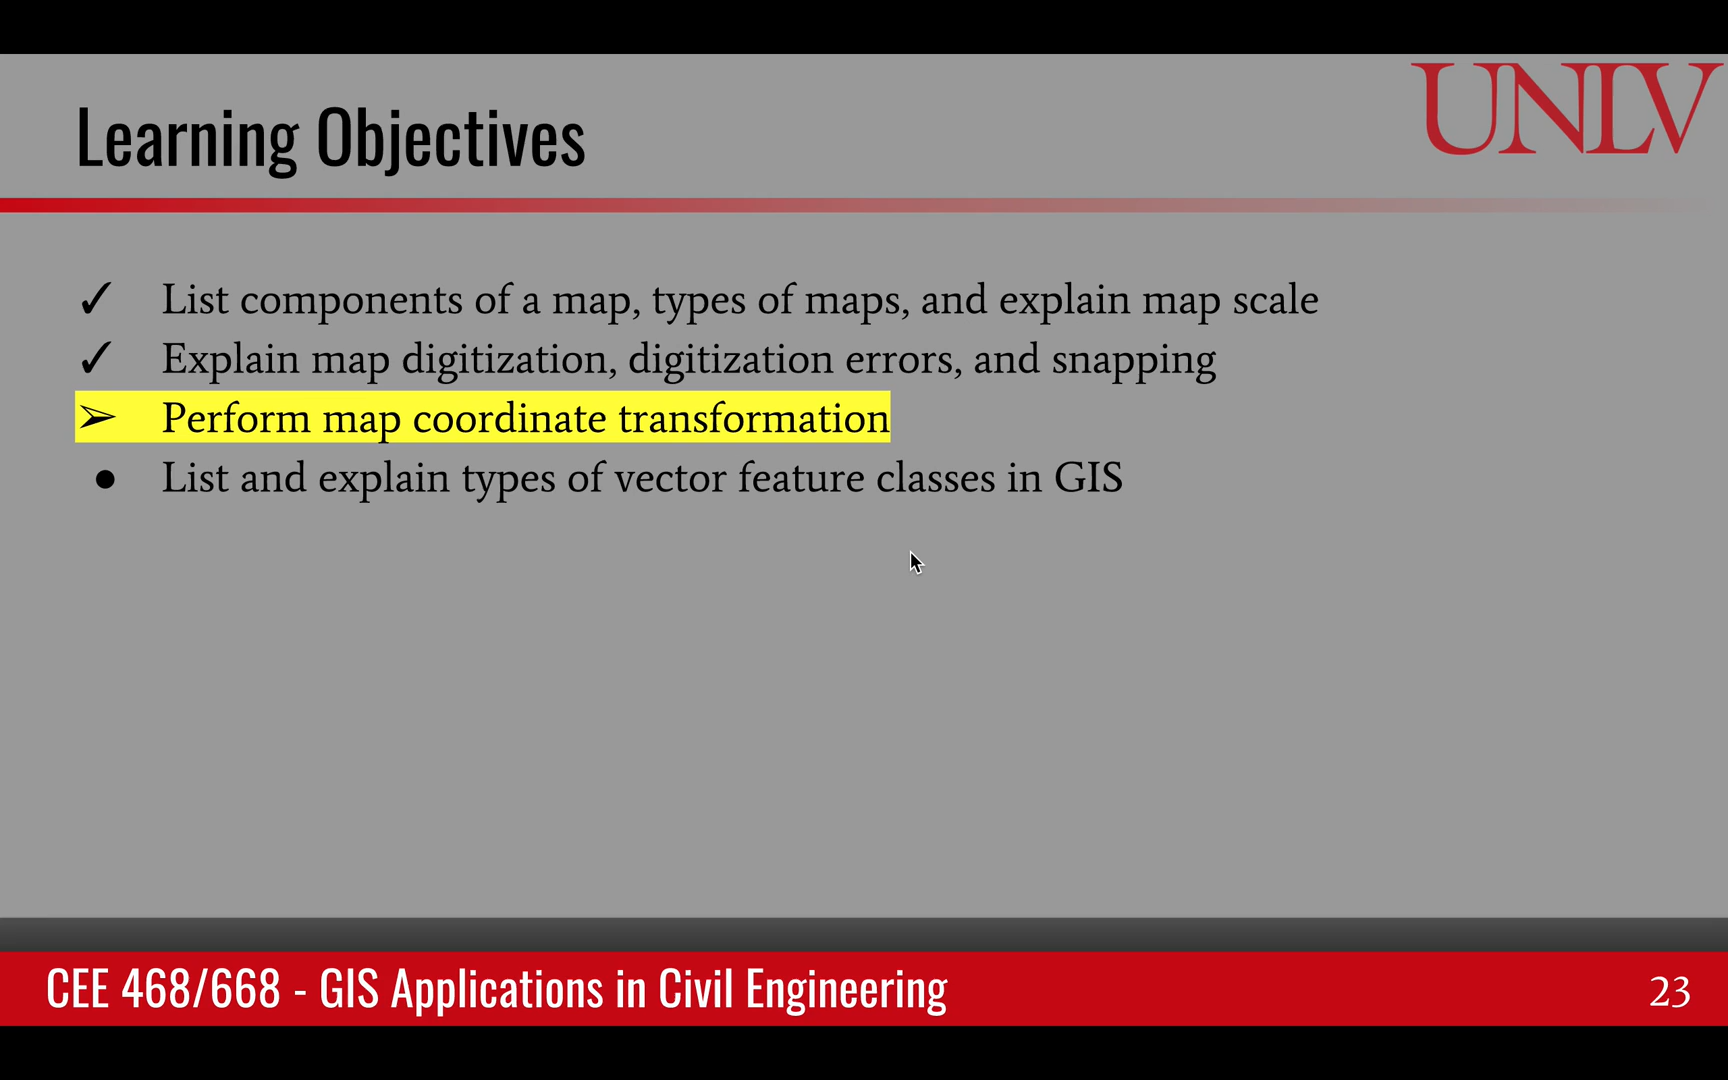 UNLV
Learning Objectives
✓ List components of a map, types of maps, and explain map scale
✓ Explain map digitization, digitization errors, and snapping
➢ Perform map coordinate transformation
● List and explain types of vector feature classes in GIS
CEE 468/668 - GIS Applications in Civil Engineering
23